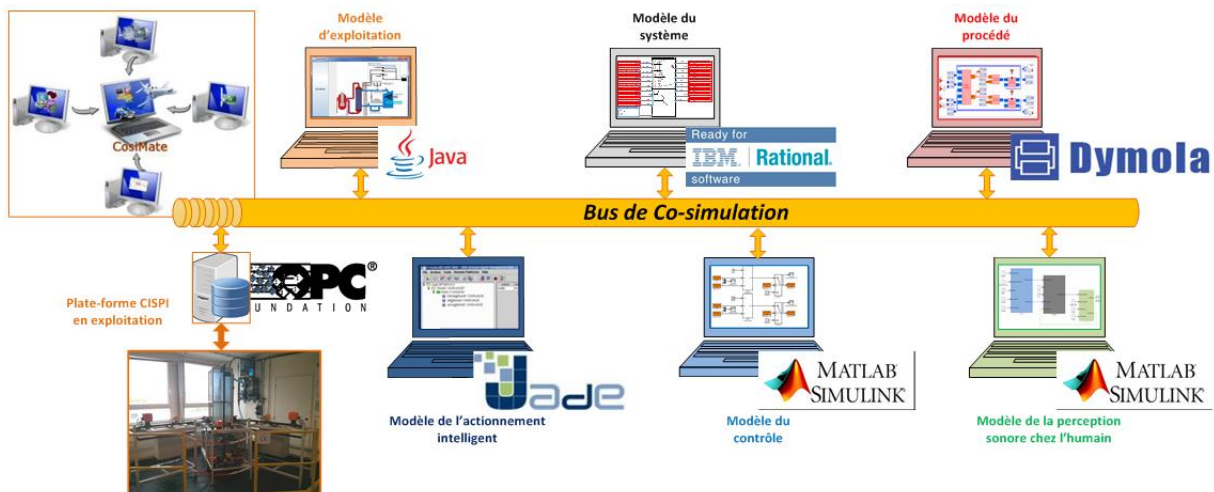 Modèle
d'exploitation
Modèle du
système
Modèle du
procédé
CosiMate
Java
Ready for
IBM Rational
software
Dymola
Bus de Co-simulation
Plate-forme CISPI
en exploitation
OPC®
FOUNDATION
Jade
MATLAB
SIMULINK®
MATLAB
SIMULINK®
Modèle de l'actionnement
intelligent
Modèle du
contrôle
Modèle de la perception
sonore chez l'humain